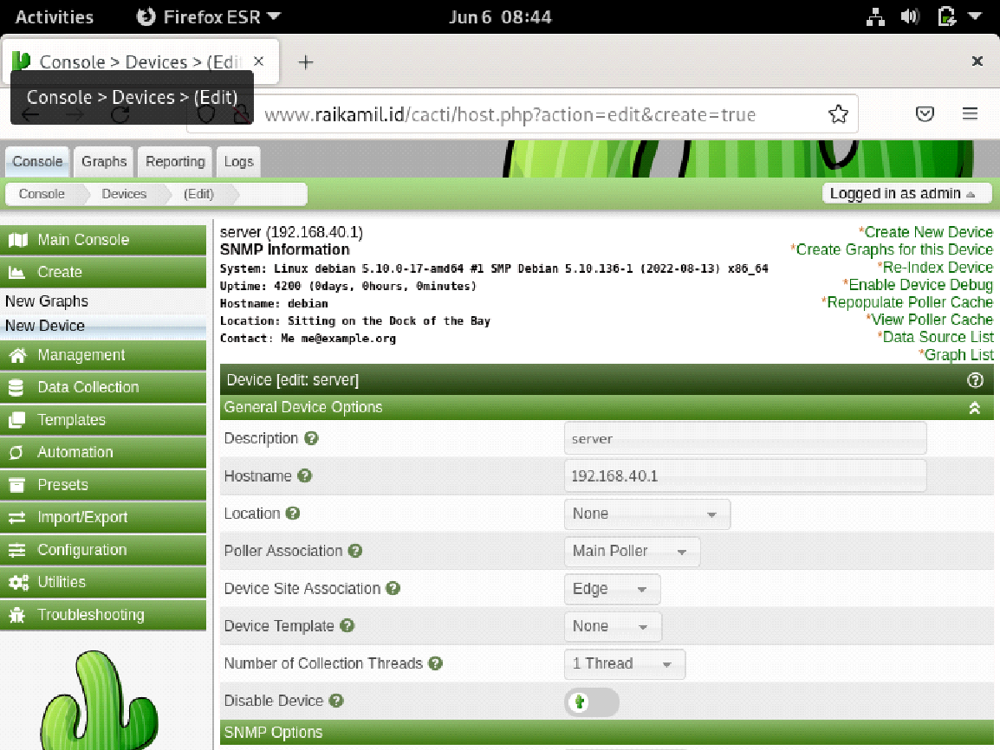 Activities Firefox ESR Jun 6 08:44
Console > Devices > (Edi
Console > Devices > (Edit)
www.raikamil.id/cacti/host.php?action=edit&create=true
Console Graphs Reporting Logs
Console Devices (Edit) Logged in as admin
Main Console
Create
New Graphs
New Device
Management
Data Collection
Templates
Automation
Presets
Import/Export
Configuration
Utilities
Troubleshooting
server (192.168.40.1)
SNMP Information
System: Linux debian 5.10.0-17-amd64 #1 SMP Debian 5.10.136-1 (2022-08-13) x86_64
Uptime: 4200 (0days, 0hours, 0minutes)
Hostname: debian
Location: Sitting on the Dock of the Bay
Contact: Me me@example.org
*Create New Device
*Create Graphs for this Device
*Re-Index Device
*Enable Device Debug
*Repopulate Poller Cache
*View Poller Cache
*Data Source List
*Graph List
Device [edit: server]
General Device Options
Description server
Hostname 192.168.40.1
Location None
Poller Association Main Poller
Device Site Association Edge
Device Template None
Number of Collection Threads 1 Thread
Disable Device
SNMP Options